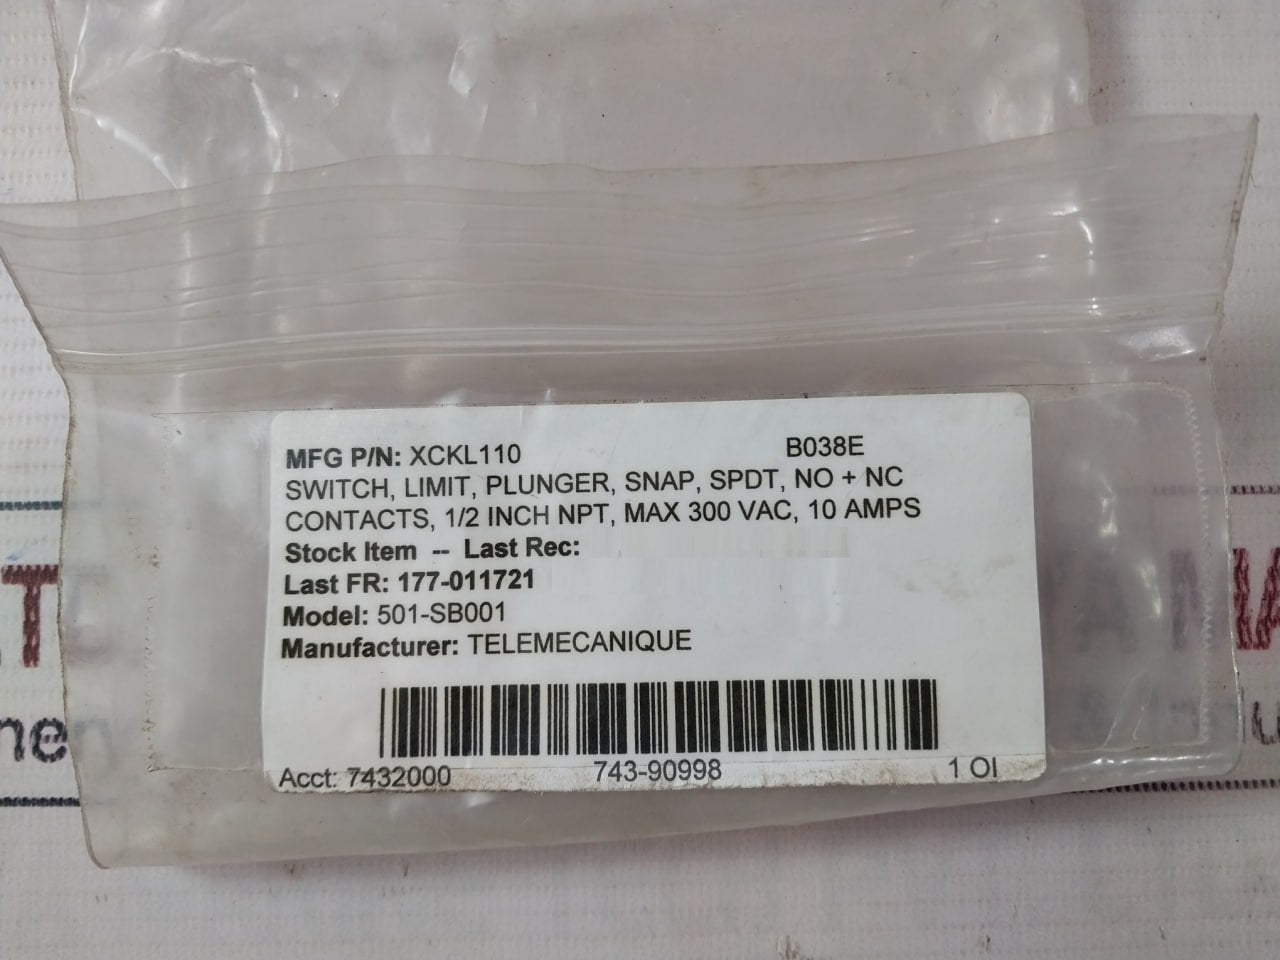 MFG P/N: XCKL110 B038E
SWITCH, LIMIT, PLUNGER, SNAP, SPDT, NO + NC
CONTACTS, 1/2 INCH NPT, MAX 300 VAC, 10 AMPS
Stock Item -- Last Rec:
Last FR: 177-011721
Model: 501-SB001
Manufacturer: TELEMECANIQUE
Acct: 7432000 743-90998 1 OI